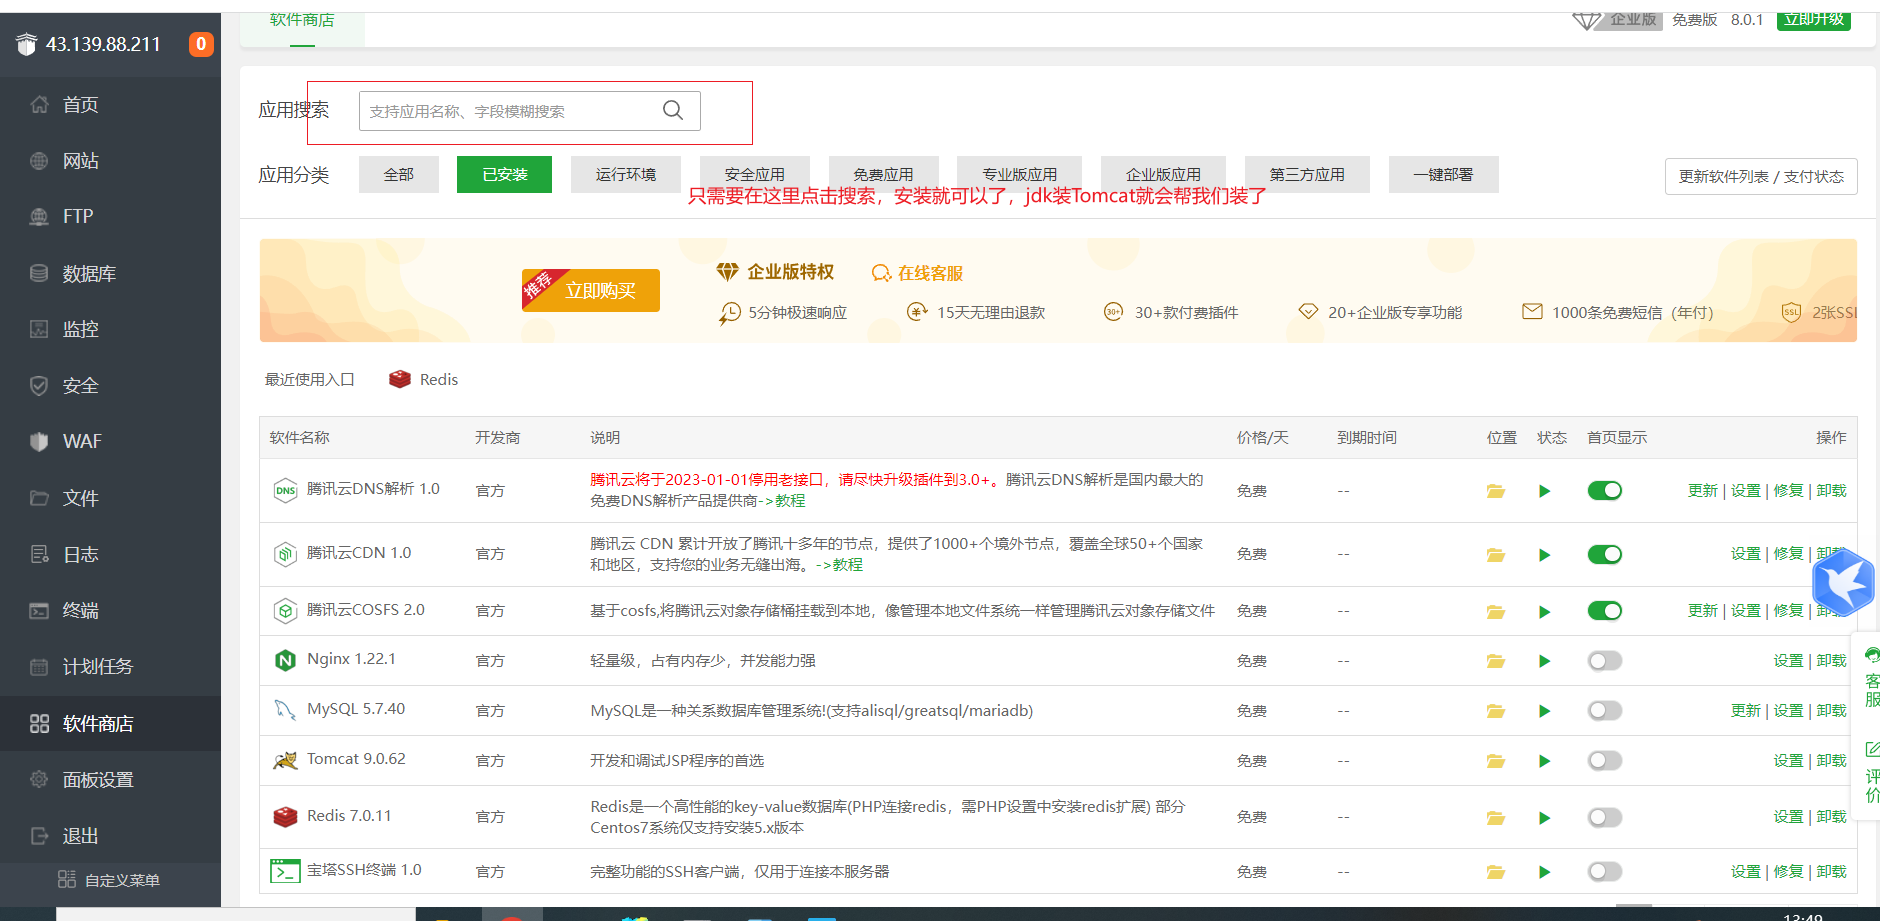 软件商店
企业版 免费版 8.0.1 立即升级
43.139.88.211 0
首页
网站
FTP
数据库
监控
安全
WAF
文件
日志
终端
计划任务
软件商店
面板设置
退出
自定义菜单
应用搜索 支持应用名称、字段模糊搜索
应用分类 全部 已安装 运行环境 安全应用 免费应用 专业版应用 企业版应用 第三方应用 一键部署 更新软件列表 / 支付状态
只需要在这里点击搜索，安装就可以了，jdk装Tomcat就会帮我们装了
推荐 立即购买
企业版特权 在线客服
5分钟极速响应 15天无理由退款 30+ 30+款付费插件 20+企业版专享功能 1000条免费短信（年付） SSL 2张SSL
最近使用入口 Redis
软件名称 开发商 说明 价格/天 到期时间 位置 状态 首页显示 操作
DNS 腾讯云DNS解析 1.0 官方 腾讯云将于2023-01-01停用老接口，请尽快升级插件到3.0+。腾讯云DNS解析是国内最大的
免费DNS解析产品提供商->教程 免费 -- 更新 | 设置 | 修复 | 卸载
腾讯云CDN 1.0 官方 腾讯云 CDN 累计开放了腾讯十多年的节点，提供了1000+个境外节点，覆盖全球50+个国家
和地区，支持您的业务无缝出海。->教程 免费 -- 设置 | 修复 | 卸载
腾讯云COSFS 2.0 官方 基于cosfs,将腾讯云对象存储桶挂载到本地，像管理本地文件系统一样管理腾讯云对象存储文件 免费 -- 更新 | 设置 | 修复 | 卸载
Nginx 1.22.1 官方 轻量级，占有内存少，并发能力强 免费 -- 设置 | 卸载
MySQL 5.7.40 官方 MySQL是一种关系数据库管理系统!(支持alisql/greatsql/mariadb) 免费 -- 更新 | 设置 | 卸载
Tomcat 9.0.62 官方 开发和调试JSP程序的首选 免费 -- 设置 | 卸载
Redis 7.0.11 官方 Redis是一个高性能的key-value数据库(PHP连接redis，需PHP设置中安装redis扩展) 部分
Centos7系统仅支持安装5.x版本 免费 -- 设置 | 卸载
宝塔SSH终端 1.0 官方 完整功能的SSH客户端，仅用于连接本服务器 免费 -- 设置 | 修复 | 卸载
客服
评价
13:49